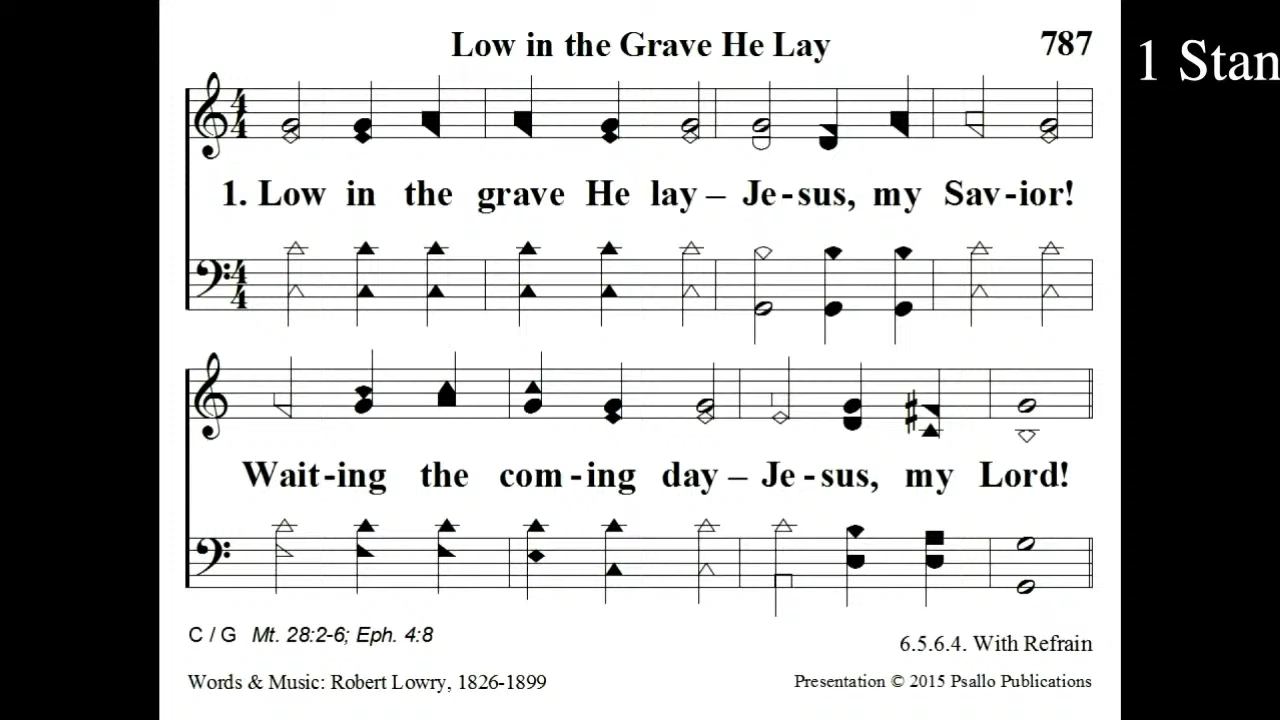 Low in the Grave He Lay 787
1 Stan
1. Low in the grave He lay – Je - sus, my Sav - ior!
Wait - ing the com - ing day – Je - sus, my Lord!
C / G Mt. 28:2-6; Eph. 4:8
6.5.6.4. With Refrain
Words & Music: Robert Lowry, 1826-1899
Presentation © 2015 Psallo Publications